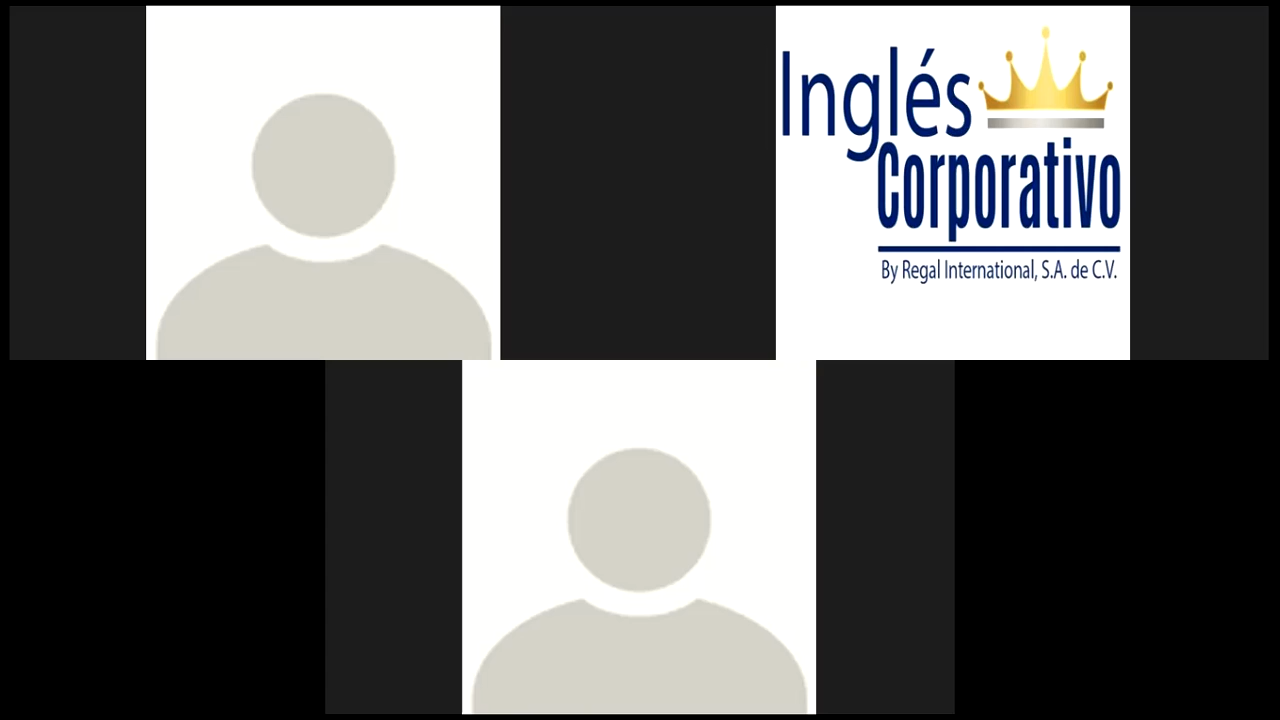 Inglés
Corporativo
By Regal International, S.A. de C.V.